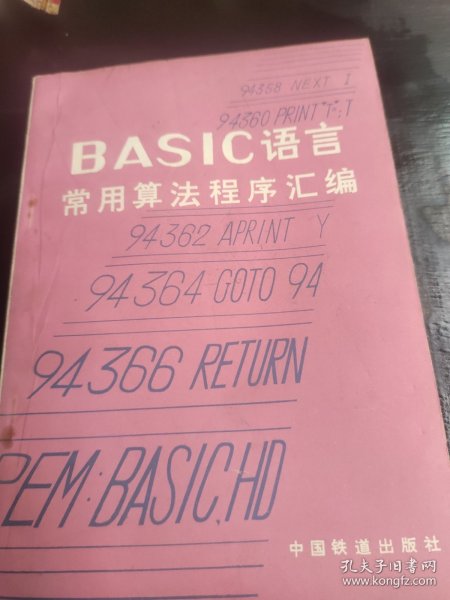 94358 NEXT I
94360 PRINT"T";T
BASIC语言
常用算法程序汇编
94362 APRINT Y
94364 GOTO 94
94366 RETURN
REM:BASIC,HD
中国铁道出版社
孔夫子旧书网
www.kongfz.com